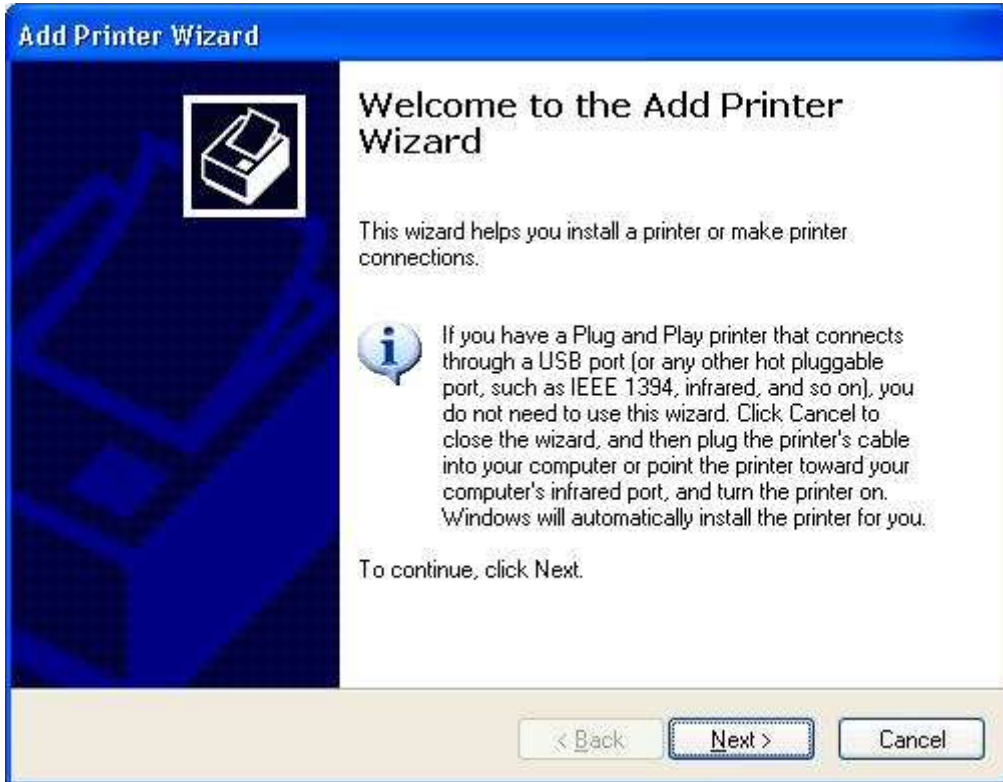 Add Printer Wizard
Welcome to the Add Printer
Wizard
This wizard helps you install a printer or make printer
connections.
If you have a Plug and Play printer that connects
through a USB port (or any other hot pluggable
port, such as IEEE 1394, infrared, and so on), you
do not need to use this wizard. Click Cancel to
close the wizard, and then plug the printer's cable
into your computer or point the printer toward your
computer's infrared port, and turn the printer on.
Windows will automatically install the printer for you.
To continue, click Next.
< Back
Next >
Cancel